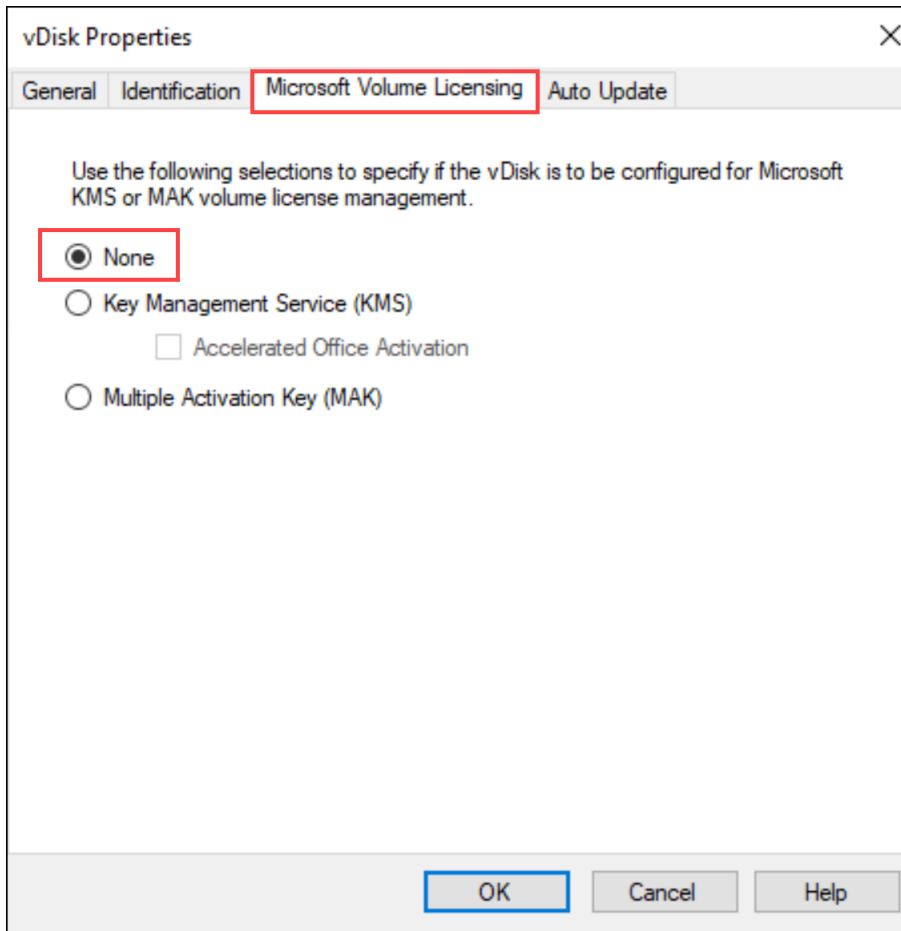 vDisk Properties
General Identification Microsoft Volume Licensing Auto Update
Use the following selections to specify if the vDisk is to be configured for Microsoft
KMS or MAK volume license management.
None
Key Management Service (KMS)
Accelerated Office Activation
Multiple Activation Key (MAK)
OK Cancel Help